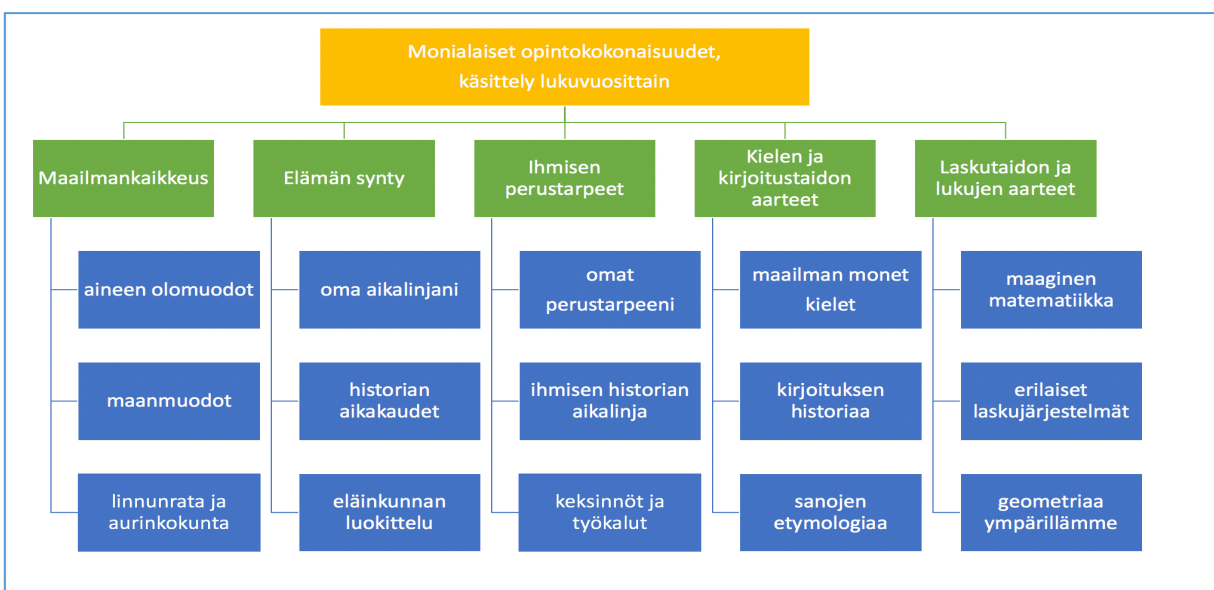 Monialaiset opintokokonaisuudet,
käsittely lukuvuosittain
Maailmankaikkeus
aineen olomuodot
maanmuodot
linnunrata ja
aurinkokunta
Elämän synty
oma aikalinjani
historian
aikakaudet
eläinkunnan
luokittelu
Ihmisen
perustarpeet
omat
perustarpeeni
ihmisen historian
aikalinja
keksinnöt ja
työkalut
Kielen ja
kirjoitustaidon
aarteet
maailman monet
kielet
kirjoituksen
historiaa
sanojen
etymologiaa
Laskutaidon ja
lukujen aarteet
maaginen
matematiikka
erilaiset
laskujärjestelmät
geometriaa
ympärillämme